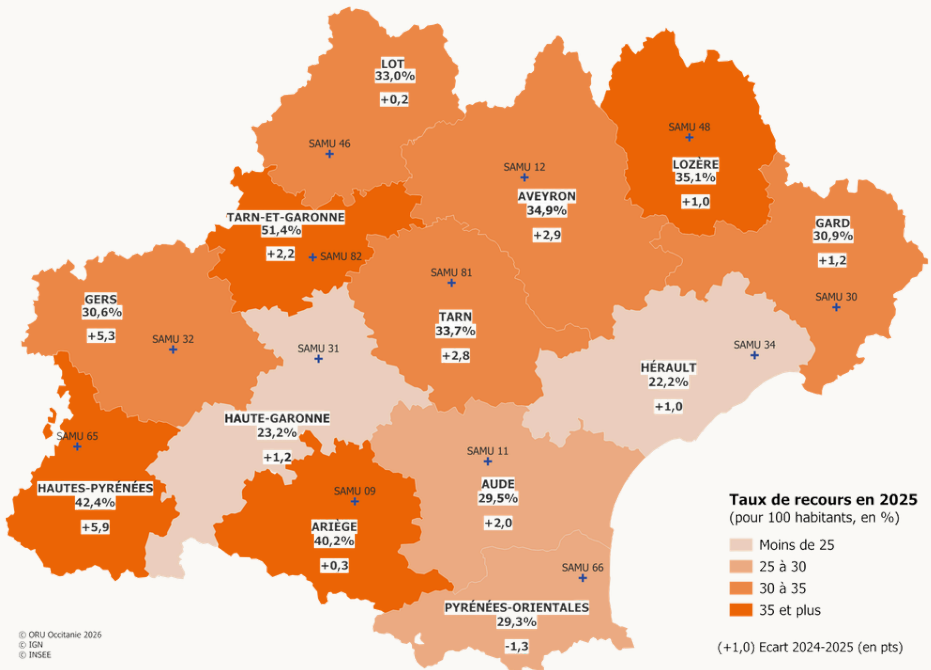 LOT
33,0%
+0,2
SAMU 46
SAMU 48
LOZÈRE
35,1%
+1,0
SAMU 12
AVEYRON
34,9%
+2,9
TARN-ET-GARONNE
51,4%
+2,2
SAMU 82
GARD
30,9%
+1,2
SAMU 30
SAMU 81
TARN
33,7%
+2,8
GERS
30,6%
+5,3
SAMU 32
SAMU 31
HAUTE-GARONNE
23,2%
+1,2
SAMU 34
HÉRAULT
22,2%
+1,0
SAMU 65
HAUTES-PYRÉNÉES
42,4%
+5,9
SAMU 09
ARIÈGE
40,2%
+0,3
SAMU 11
AUDE
29,5%
+2,0
SAMU 66
PYRÉNÉES-ORIENTALES
29,3%
-1,3
Taux de recours en 2025
(pour 100 habitants, en %)
Moins de 25
25 à 30
30 à 35
35 et plus
(+1,0) Ecart 2024-2025 (en pts)
© ORU Occitanie 2026
© IGN
© INSEE